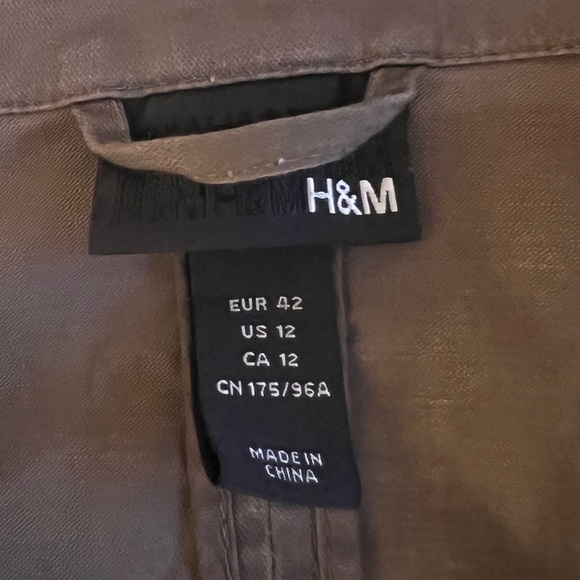 H&M
EUR 42
US 12
CA 12
CN 175/96A
MADE IN
CHINA